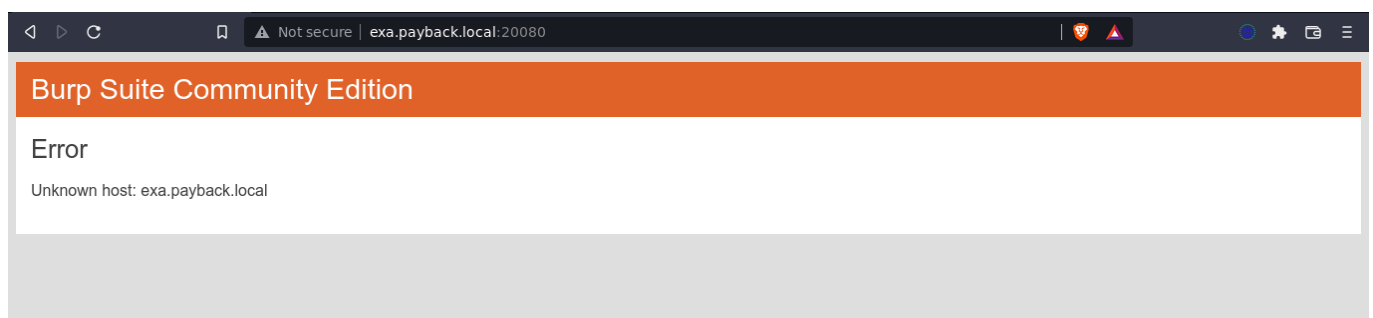 Not secure | exa.payback.local:20080
Burp Suite Community Edition
Error
Unknown host: exa.payback.local